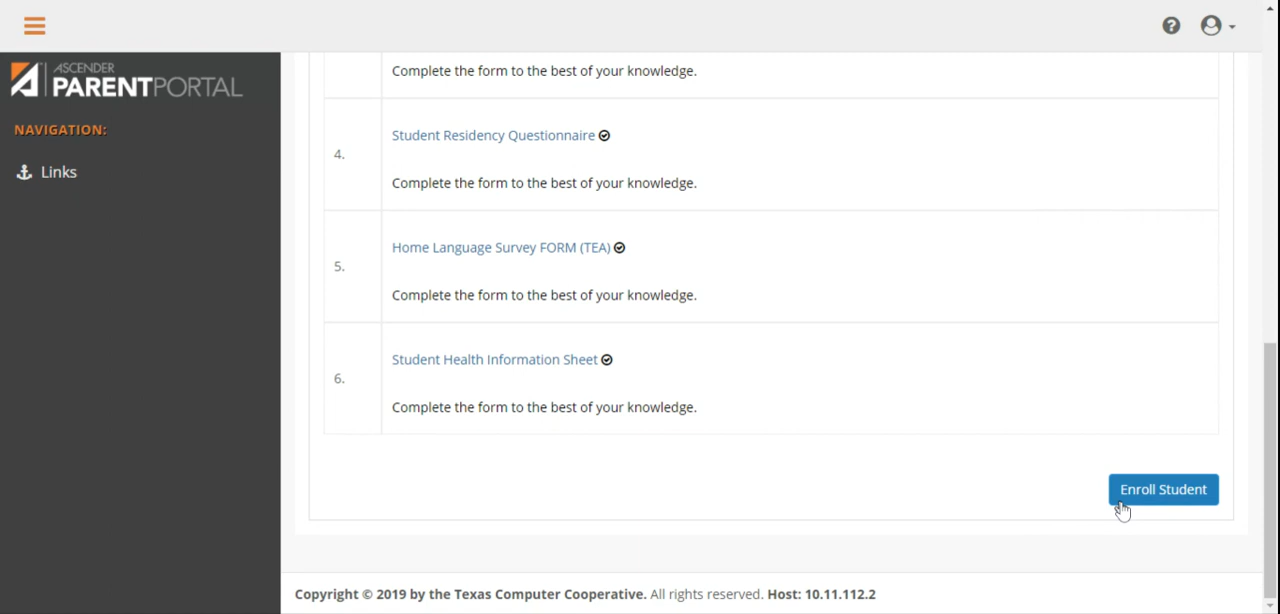 ASCENDER
PARENTPORTAL
NAVIGATION:
Links
Complete the form to the best of your knowledge.
4.
Student Residency Questionnaire
Complete the form to the best of your knowledge.
5.
Home Language Survey FORM (TEA)
Complete the form to the best of your knowledge.
6.
Student Health Information Sheet
Complete the form to the best of your knowledge.
Enroll Student
Copyright © 2019 by the Texas Computer Cooperative. All rights reserved. Host: 10.11.112.2